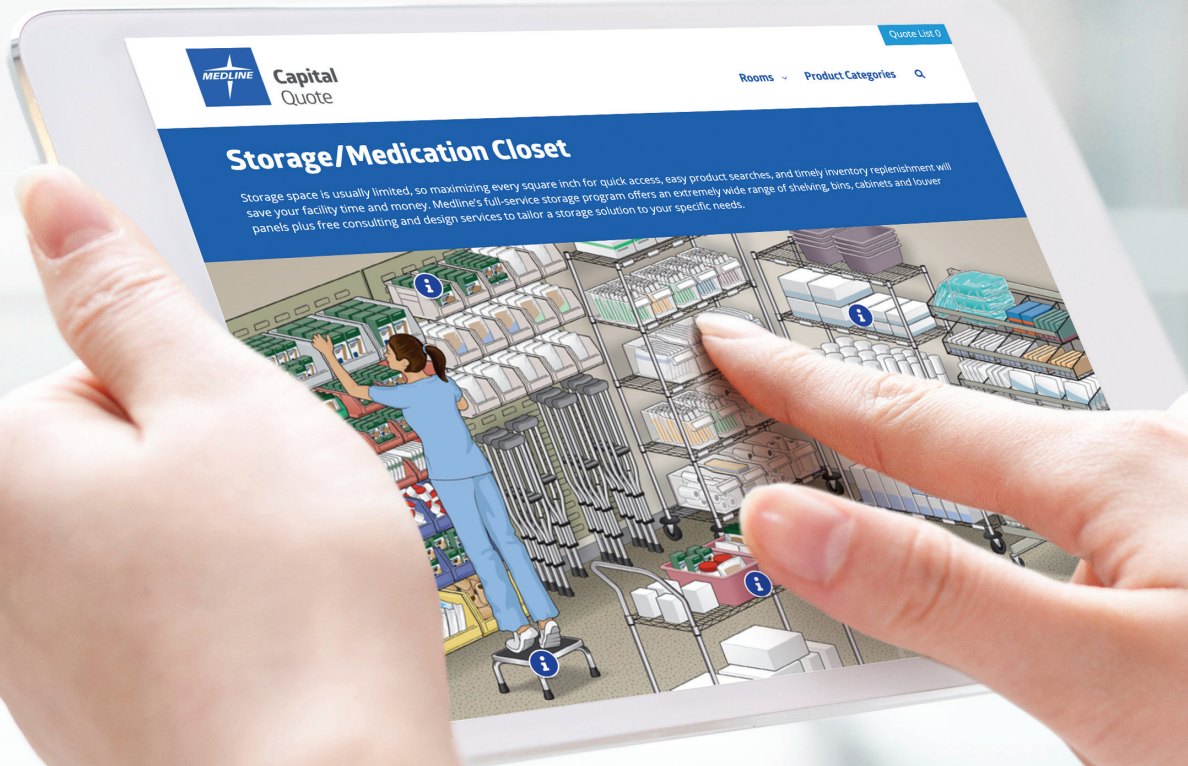 Quote List 0
MEDLINE
Capital
Quote
Rooms
Product Categories
Storage/Medication Closet
Storage space is usually limited, so maximizing every square inch for quick access, easy product searches, and timely inventory replenishment will
save your facility time and money. Medline's full-service storage program offers an extremely wide range of shelving, bins, cabinets and louver
panels plus free consulting and design services to tailor a storage solution to your specific needs.
i
i
i
i